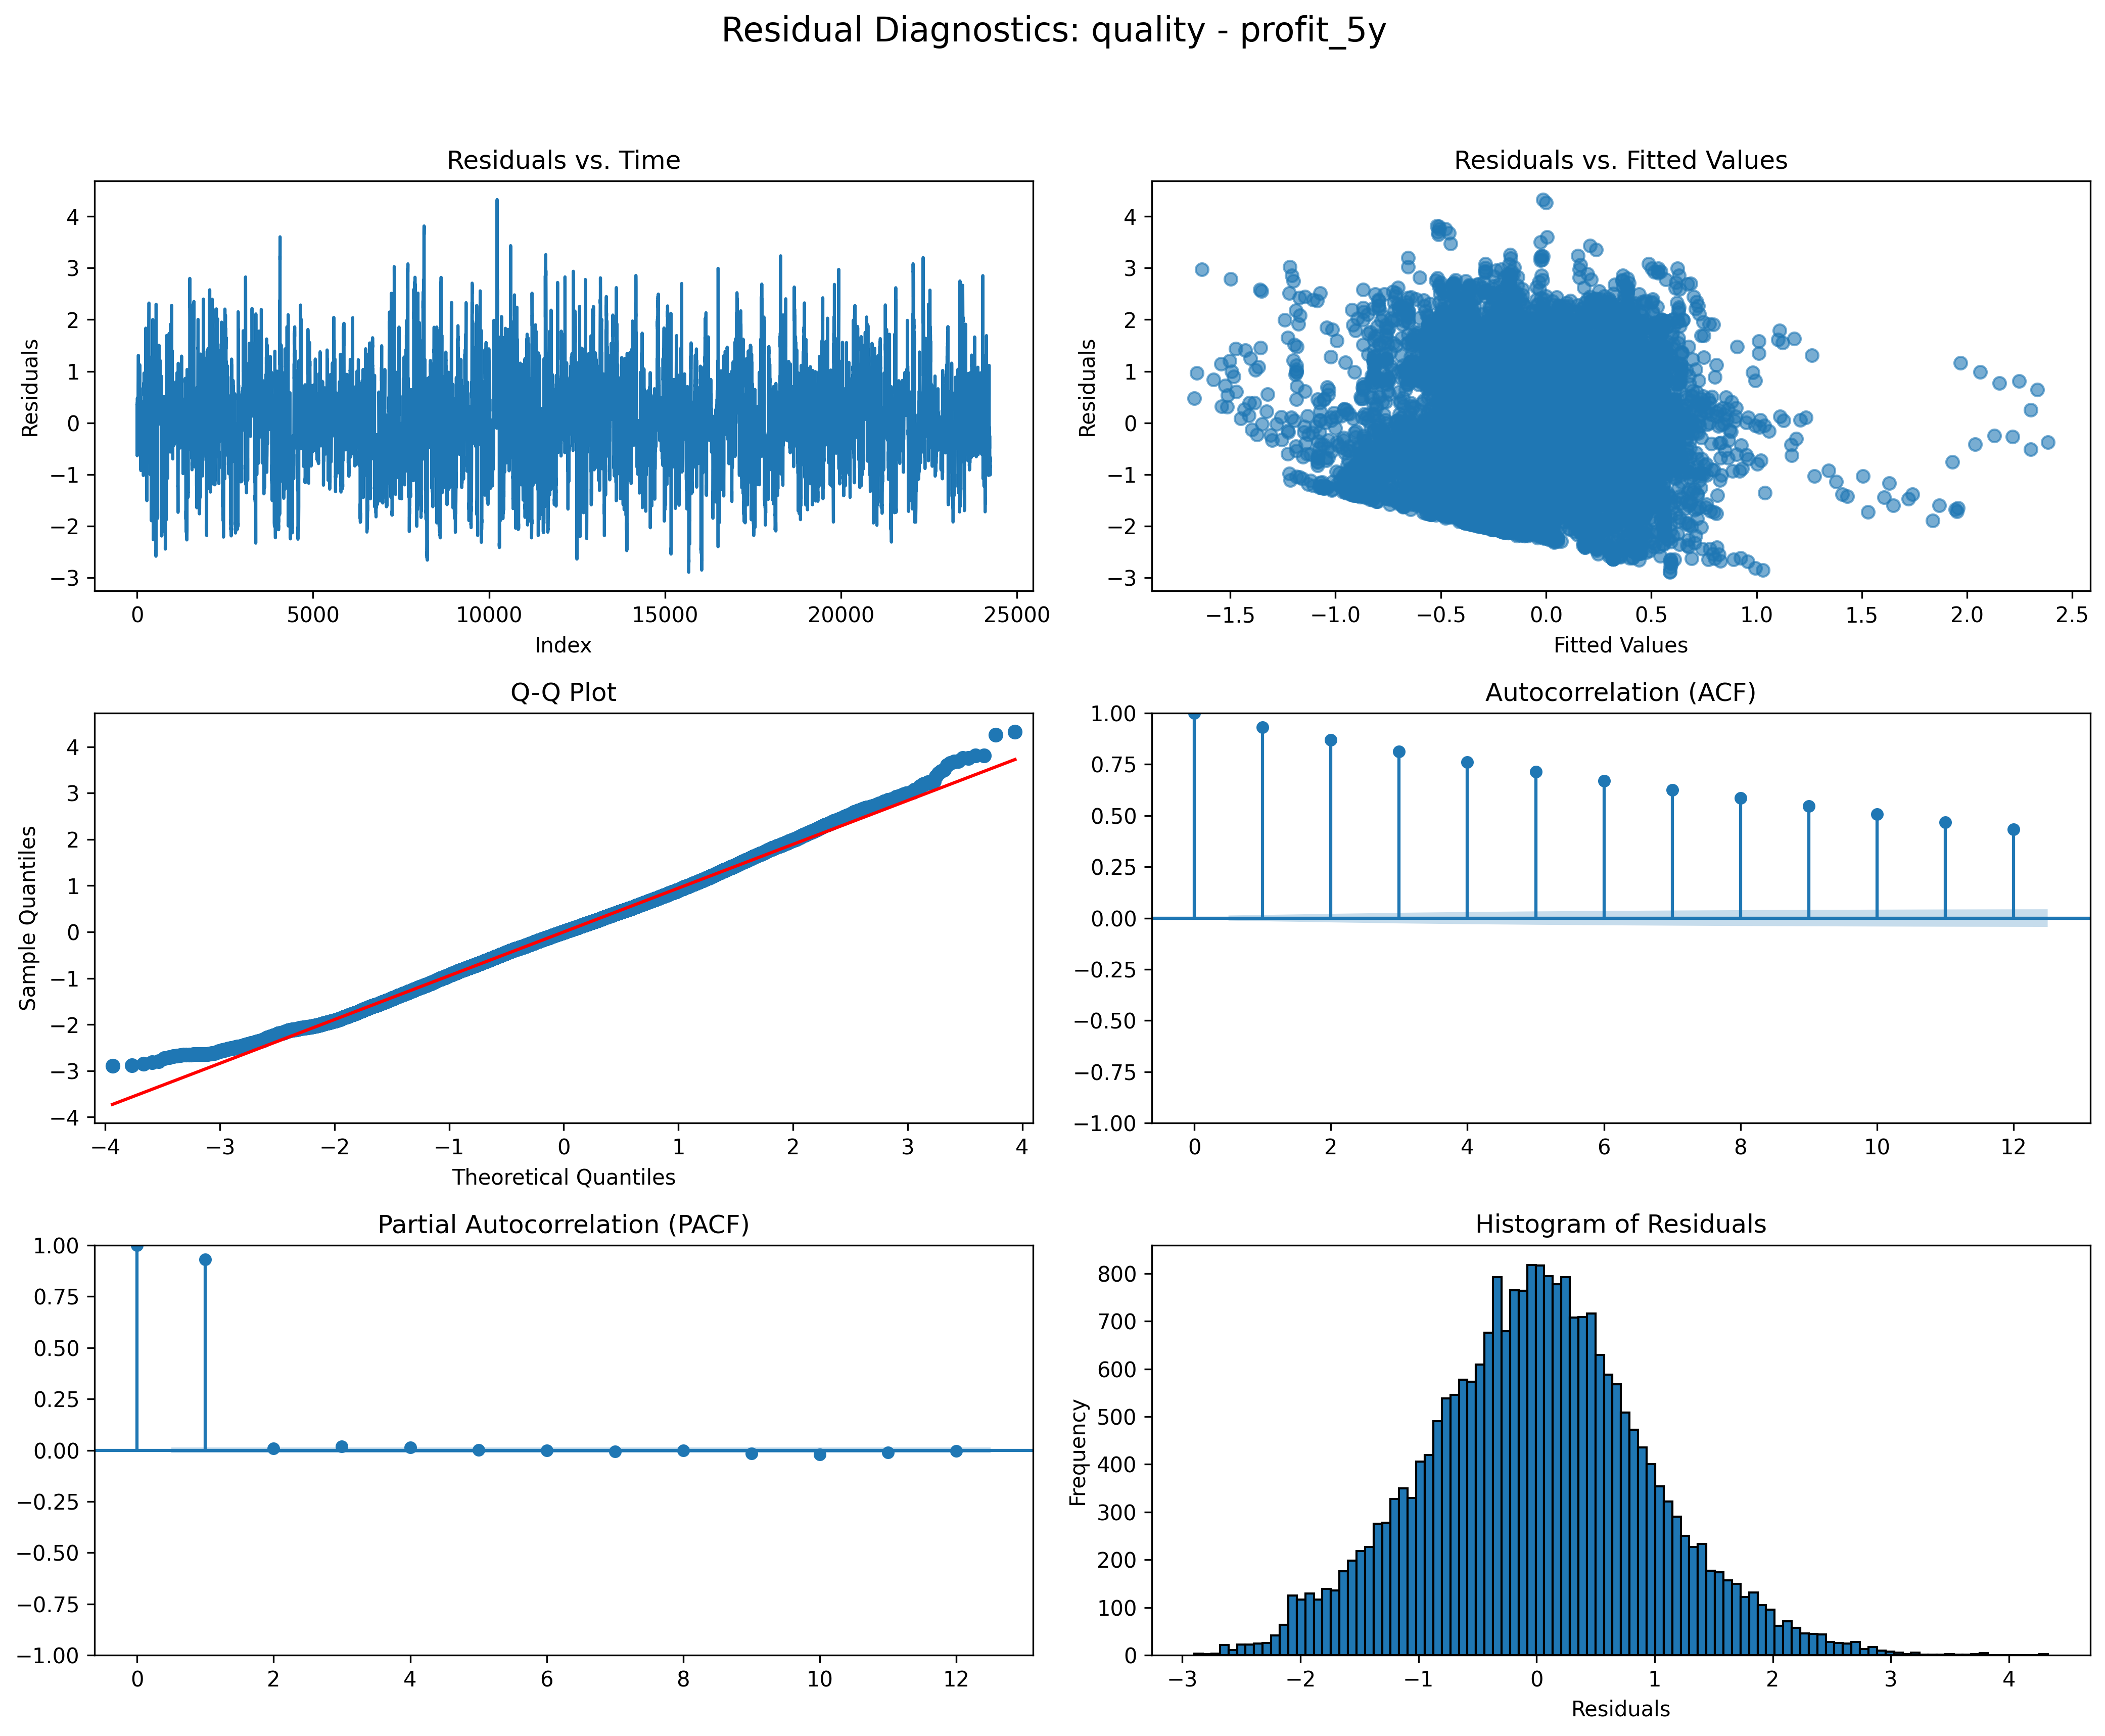 Residual Diagnostics: quality - profit_5y
Residuals vs. Time
Residuals
4
3
2
1
0
−1
−2
−3
0 5000 10000 15000 20000 25000
Index
Residuals vs. Fitted Values
Residuals
4
3
2
1
0
−1
−2
−3
−1.5 −1.0 −0.5 0.0 0.5 1.0 1.5 2.0 2.5
Fitted Values
Q-Q Plot
Sample Quantiles
4
3
2
1
0
−1
−2
−3
−4
−4 −3 −2 −1 0 1 2 3 4
Theoretical Quantiles
Autocorrelation (ACF)
1.00
0.75
0.50
0.25
0.00
−0.25
−0.50
−0.75
−1.00
0 2 4 6 8 10 12
Partial Autocorrelation (PACF)
1.00
0.75
0.50
0.25
0.00
−0.25
−0.50
−0.75
−1.00
0 2 4 6 8 10 12
Histogram of Residuals
Frequency
800
700
600
500
400
300
200
100
0
−3 −2 −1 0 1 2 3 4
Residuals